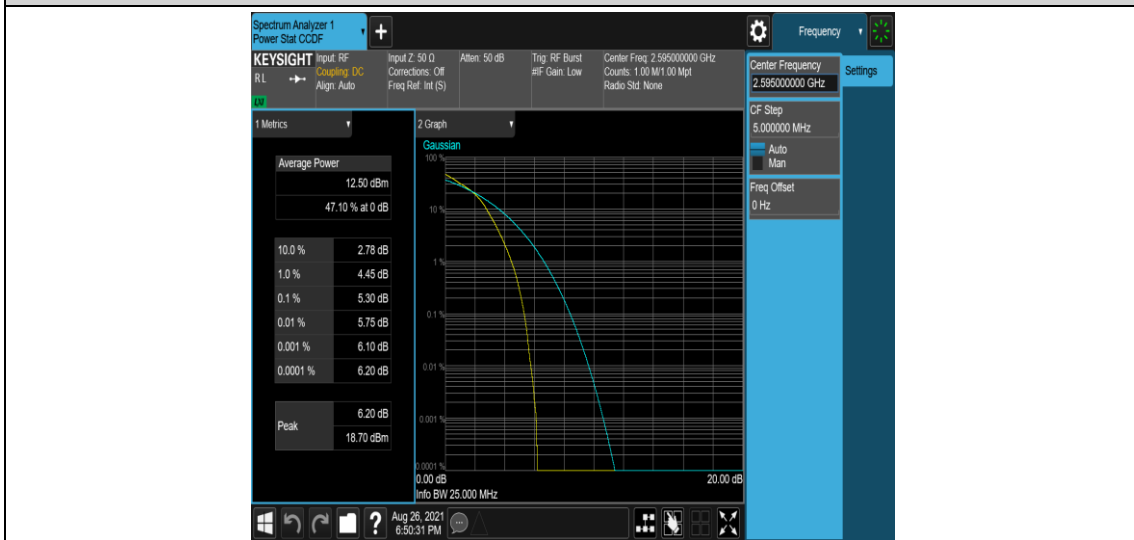 Spectrum Analyzer 1
Power Stat CCDF
Frequency
KEYSIGHT
RL
Input: RF
Coupling: DC
Align: Auto
Input Z: 50 Ω
Corrections: Off
Freq Ref: Int (S)
Atten: 50 dB
Trig: RF Burst
#IF Gain: Low
Center Freq: 2.595000000 GHz
Counts: 1.00 M/1.00 Mpt
Radio Std: None
Center Frequency
2.595000000 GHz
Settings
CF Step
5.000000 MHz
Auto
Man
Freq Offset
0 Hz
1 Metrics
Average Power
12.50 dBm
47.10 % at 0 dB
10.0 % 2.78 dB
1.0 % 4.45 dB
0.1 % 5.30 dB
0.01 % 5.75 dB
0.001 % 6.10 dB
0.0001 % 6.20 dB
Peak 6.20 dB
18.70 dBm
2 Graph
Gaussian
100 %
10 %
1 %
0.1 %
0.01 %
0.001 %
0.0001 %
0.00 dB 20.00 dB
Info BW 25.000 MHz
Aug 26, 2021
6:50:31 PM